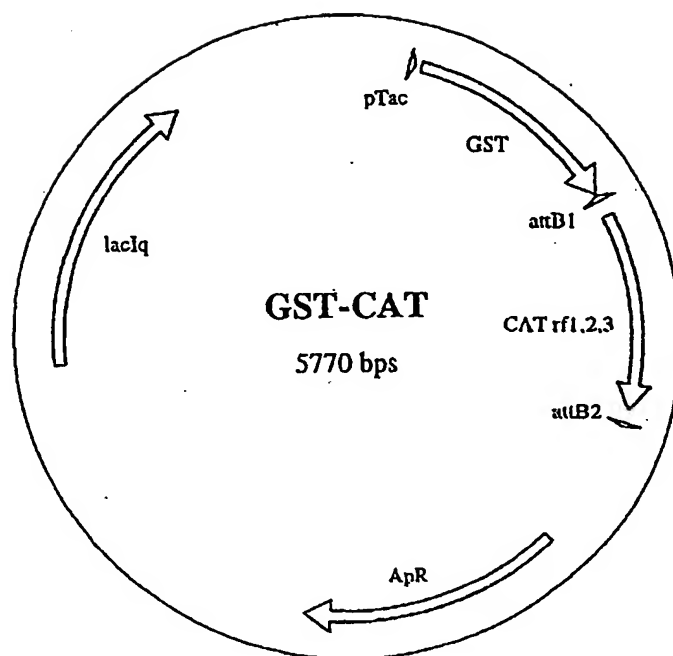 pTac
GST
attB1
lacIq
GST-CAT
5770 bps
CAT rf1,2,3
attB2
ApR